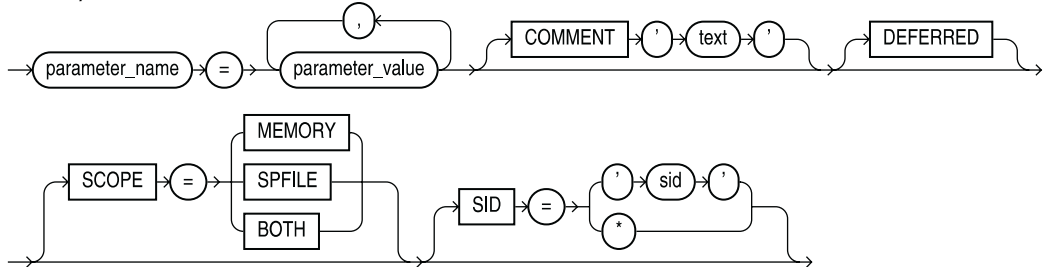 ,
parameter_name = parameter_value COMMENT ' text ' DEFERRED
MEMORY
SCOPE = SPFILE SID = ' sid '
BOTH *